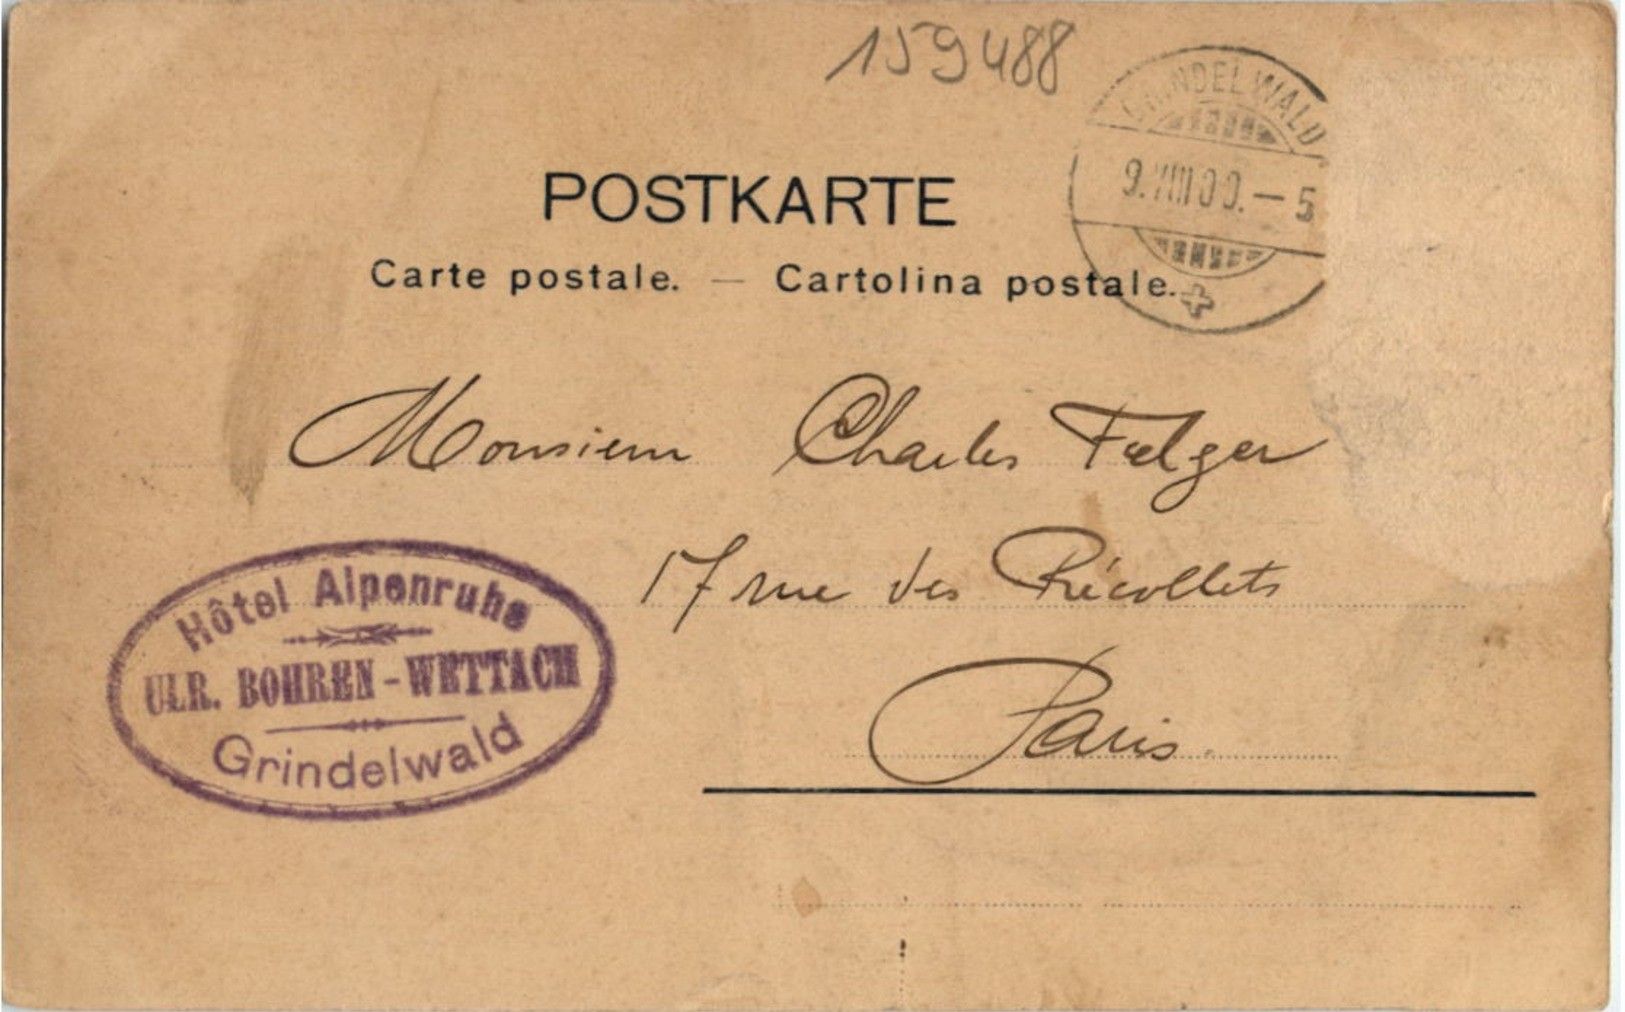 159488
GRINDELWALD
9.VIII 00.–5
POSTKARTE
Carte postale. — Cartolina postale.
Monsieur Charles Falger
17 rue des Récollets
Paris.
Hôtel Alpenruhe
ULR. BOHREN-WETTACH
Grindelwald